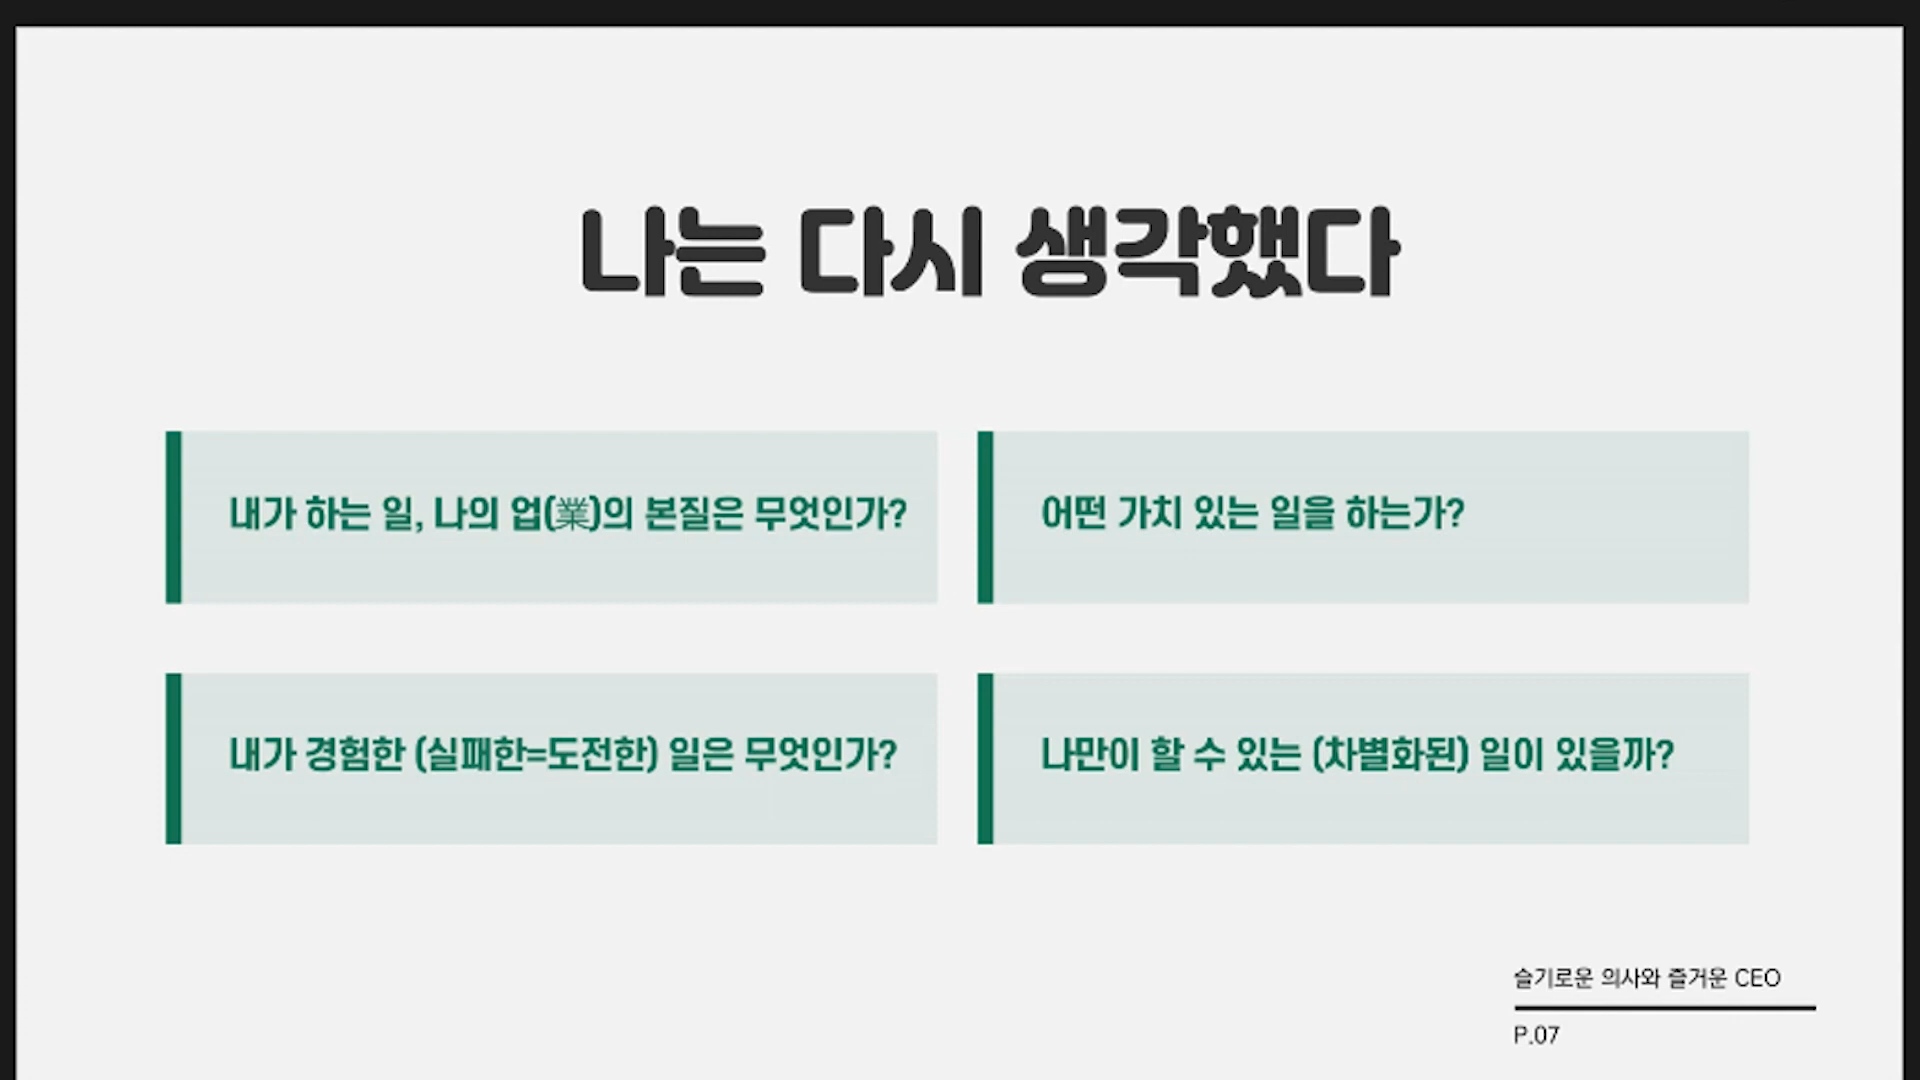 나는 다시 생각했다
내가 하는 일, 나의 업(業)의 본질은 무엇인가?
어떤 가치 있는 일을 하는가?
내가 경험한 (실패한=도전한) 일은 무엇인가?
나만이 할 수 있는 (차별화된) 일이 있을까?
슬기로운 의사와 즐거운 CEO
P.07